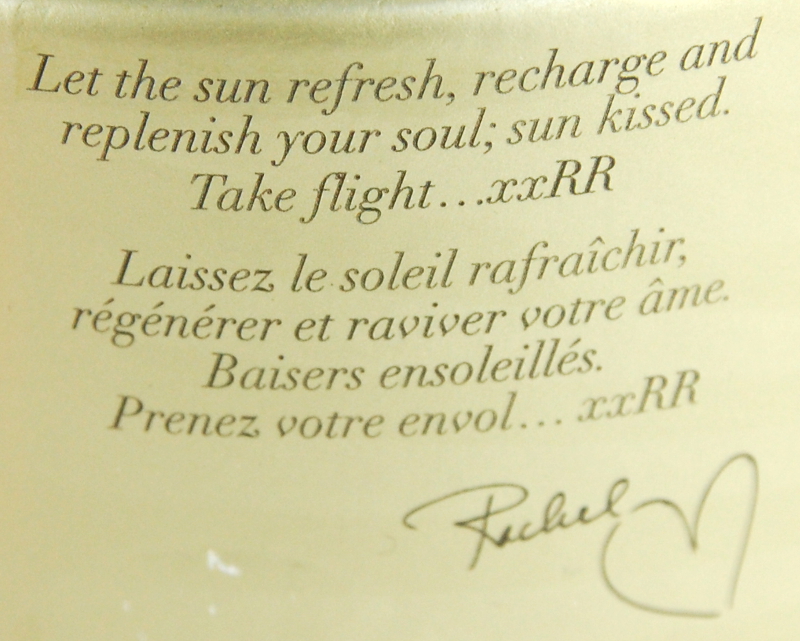 Let the sun refresh, recharge and
replenish your soul; sun kissed.
Take flight...xxRR
Laissez le soleil rafraîchir,
régénérer et raviver votre âme.
Baisers ensoleillés.
Prenez votre envol... xxRR
Rachel